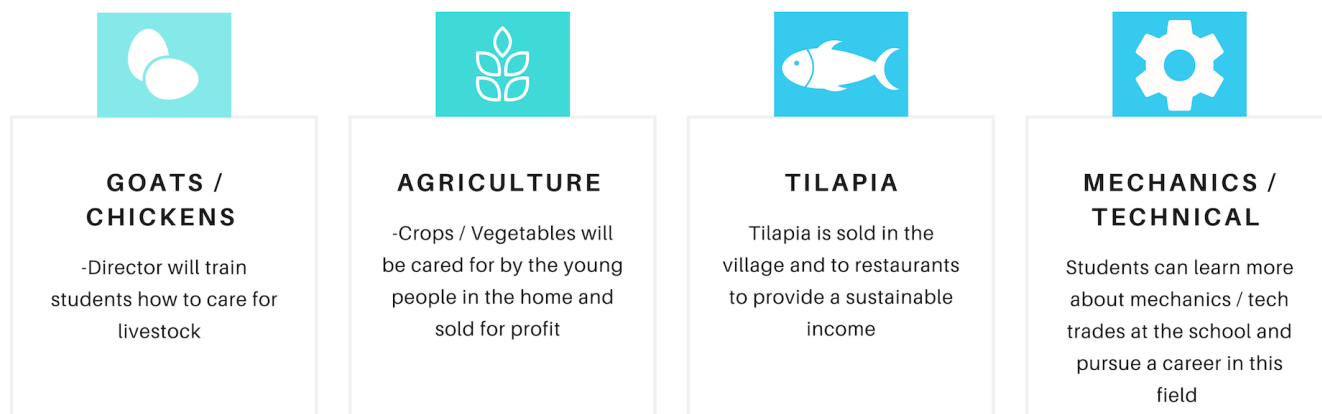 GOATS /
CHICKENS
-Director will train
students how to care for
livestock
AGRICULTURE
-Crops / Vegetables will
be cared for by the young
people in the home and
sold for profit
TILAPIA
Tilapia is sold in the
village and to restaurants
to provide a sustainable
income
MECHANICS /
TECHNICAL
Students can learn more
about mechanics / tech
trades at the school and
pursue a career in this
field